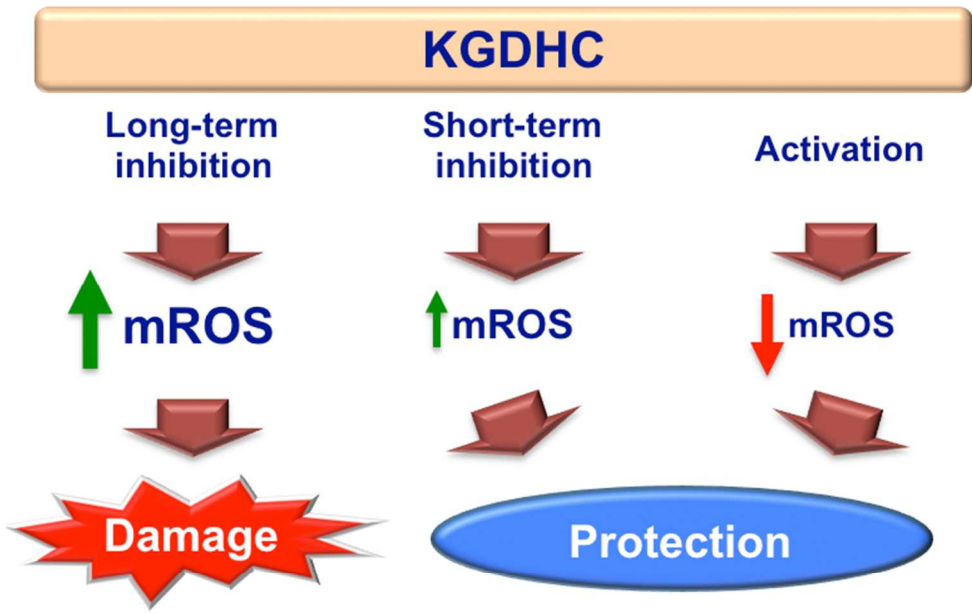 KGDHC
Long-term
inhibition
Short-term
inhibition
Activation
mROS
mROS
mROS
Damage
Protection